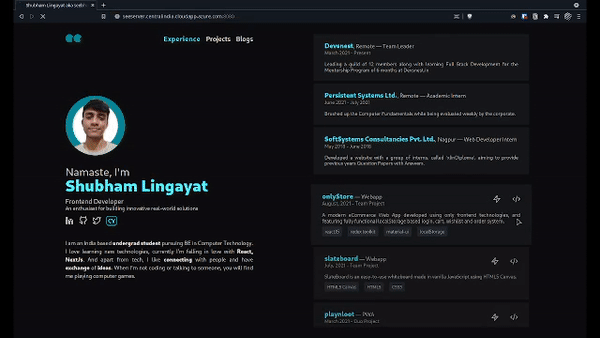 Shubham Lingayat aka seelin
seeserver.centralindia.cloudapp.azure.com:8080
Experience Projects Blogs
Namaste, I'm
Shubham Lingayat
Frontend Developer
An enthusiast for building innovative real-world solutions
CV
I am an India based undergrad student pursuing BE in Computer Technology.
I love learning new technologies, currently I'm falling in love with React,
NextJs. And apart from tech, I like connecting with people and have
exchange of ideas. When I'm not coding or talking to someone, you will find
me playing computer games.
Devsnest, Remote — Team Leader
March 2021 - Present
Leading a guild of 12 members along with learning Full Stack Development for the
Mentorship Program of 6 months at Devsnest.in
Persistent Systems Ltd., Remote — Academic Intern
June 2021 - July 2021
Brushed up the Computer Fundamentals while being evaluated weekly by the corporate.
SoftSystems Consultancies Pvt. Ltd., Nagpur — Web Developer Intern
May 2018 - June 2018
Developed a website with a group of interns, called aiming to provide
previous years Question Papers with Answers.
onlyStore — Webapp
August, 2021 - Team Project
A modern eCommerce Web App developed using only frontend technologies, and
featuring fully functional localStorage based login, cart, wishlist and order system.
reactJS redux toolkit material-ui localStorage
slateboard — Webapp
July, 2021 - Team Project
SlateBoard is an easy-to-use whiteboard made in vanilla JavaScript using HTML5 Canvas.
HTML5 Canvas HTML5 CSS3
playnloot — PWA
March 2021 - Duo Project